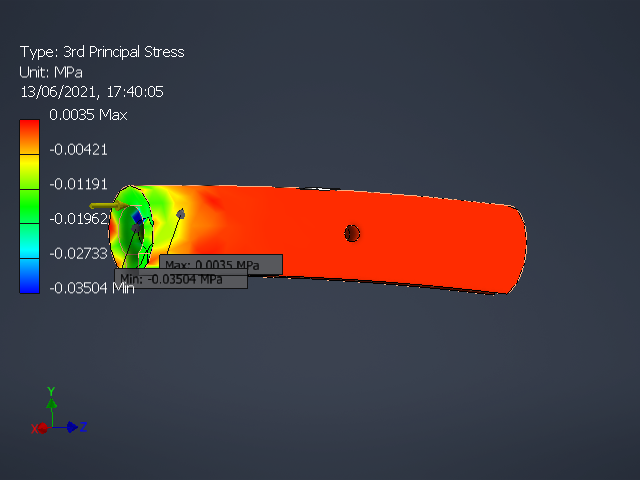 Type: 3rd Principal Stress
Unit: MPa
13/06/2021, 17:40:05
0.0035 Max
-0.00421
-0.01191
-0.01962
-0.02733
-0.03504 Min
Max: 0.0035 MPa
Min: -0.03504 MPa
Y
X
Z